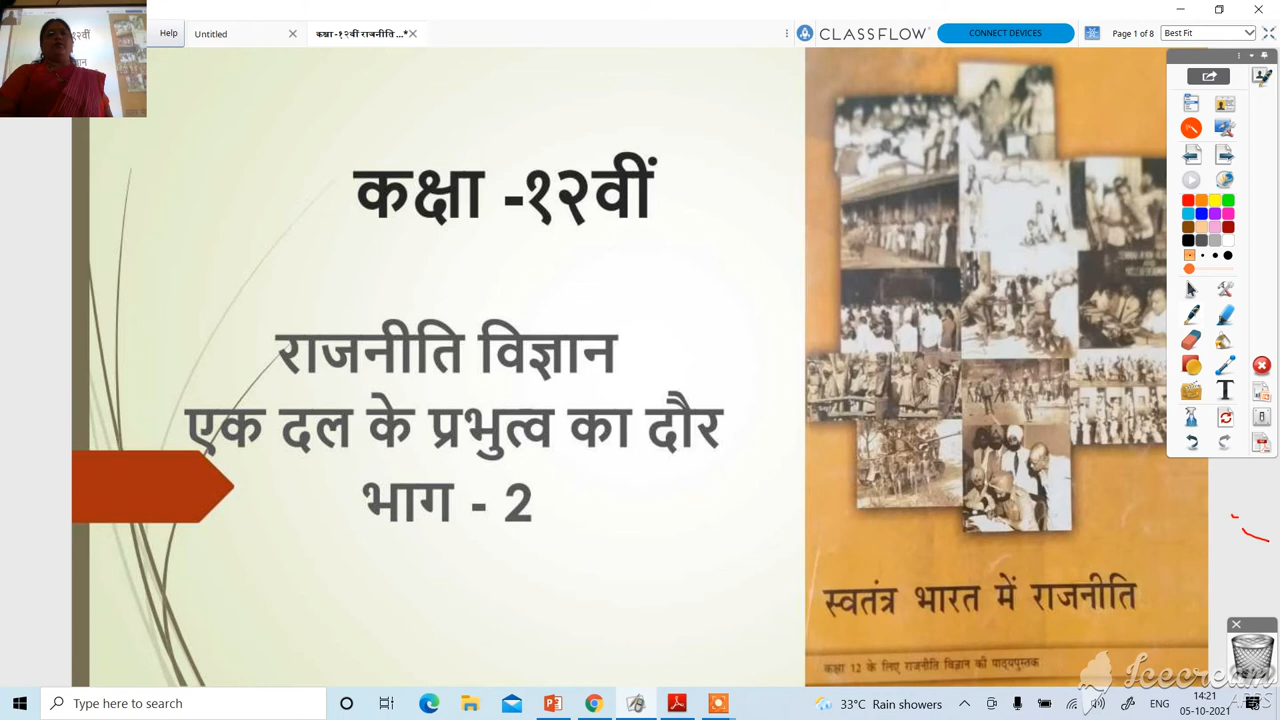 Help
Untitled
कक्षा -१२वीं राजनीति ...*
CLASSFLOW
CONNECT DEVICES
Page 1 of 8
Best Fit
कक्षा -१२वीं
राजनीति विज्ञान
एक दल के प्रभुत्व का दौर
भाग - 2
स्वतंत्र भारत में राजनीति
कक्षा 12 के लिए राजनीति विज्ञान की पाठ्यपुस्तक
Icecream
APPS
Type here to search
33°C Rain showers
ENG
14:21
05-10-2021